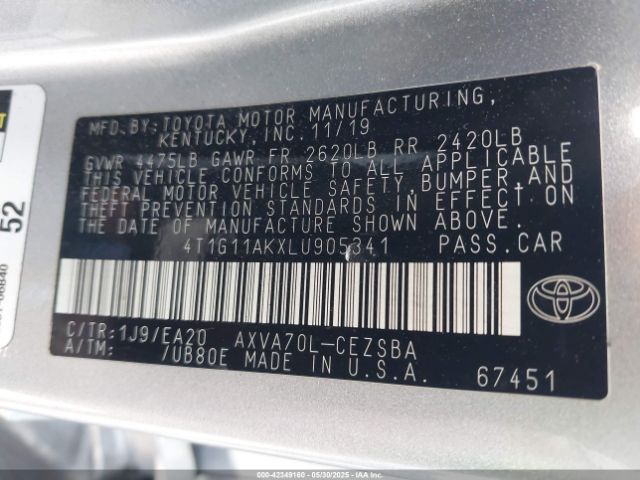 MFD. BY: TOYOTA MOTOR MANUFACTURING,
KENTUCKY, INC. 11/19
GVWR 4475LB GAWR FR 2620LB RR 2420LB
THIS VEHICLE CONFORMS TO ALL APPLICABLE
FEDERAL MOTOR VEHICLE SAFETY, BUMPER, AND
THEFT PREVENTION STANDARDS IN EFFECT ON
THE DATE OF MANUFACTURE SHOWN ABOVE.
4T1G11AKXLU905341 PASS.CAR
C/TR:1J9/EA20 AXVA70L-CEZSBA
A/TM: /UB80E MADE IN U.S.A. 67451
52
000-42349160 - 05/30/2025 - IAAI.COM